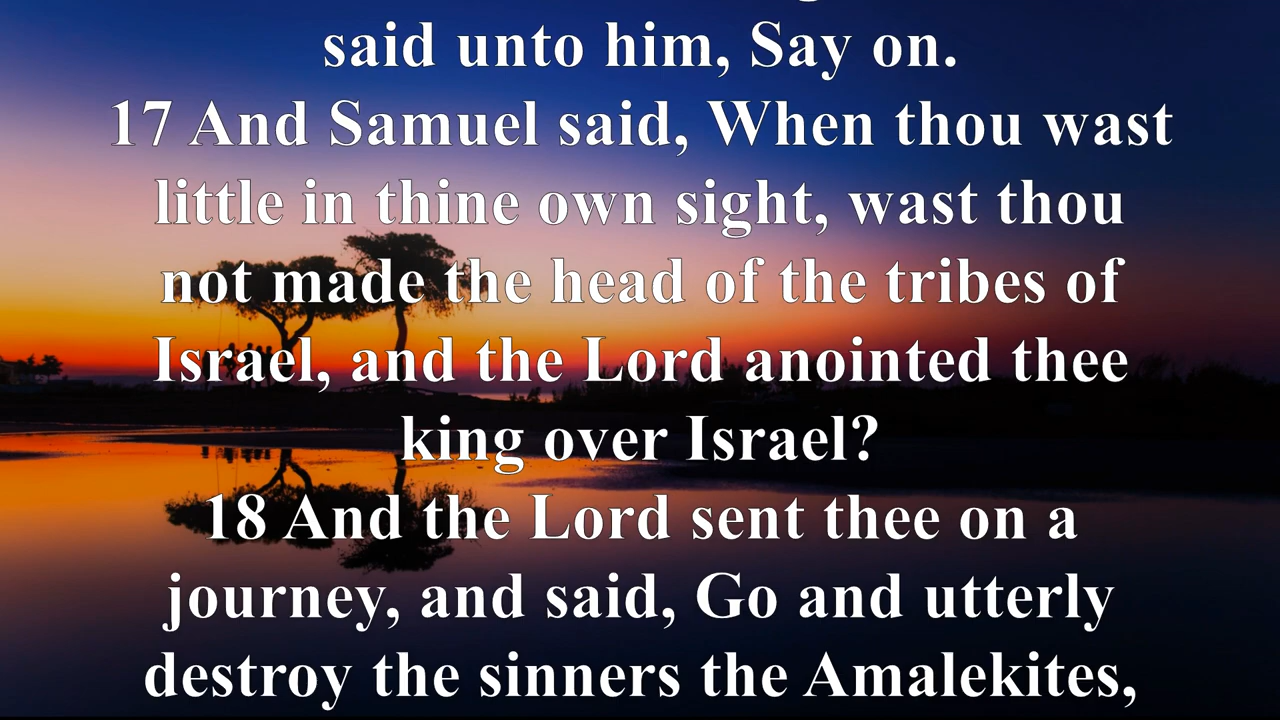 said unto him, Say on.
17 And Samuel said, When thou wast
little in thine own sight, wast thou
not made the head of the tribes of
Israel, and the Lord anointed thee
king over Israel?
18 And the Lord sent thee on a
journey, and said, Go and utterly
destroy the sinners the Amalekites,